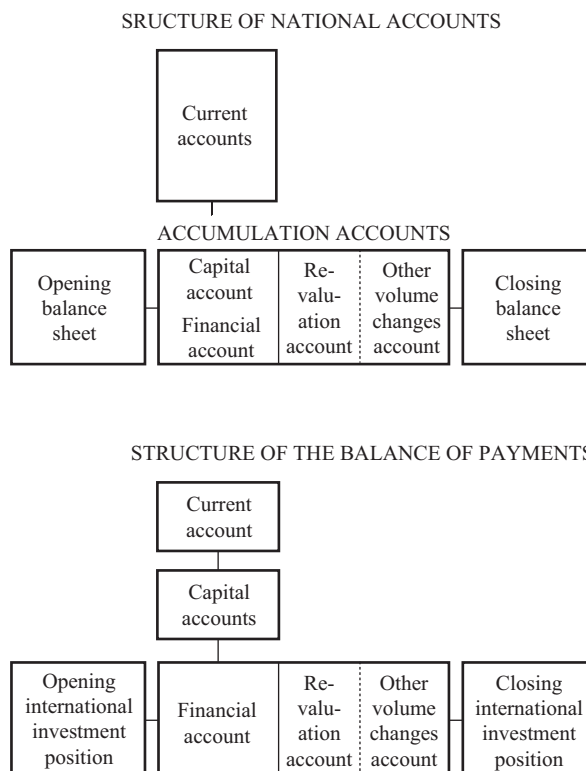 SRUCTURE OF NATIONAL ACCOUNTS
Current
accounts
ACCUMULATION ACCOUNTS
Opening
balance
sheet
Capital
account
Financial
account
Re-
valu-
ation
account
Other
volume
changes
account
Closing
balance
sheet
STRUCTURE OF THE BALANCE OF PAYMENTS
Current
account
Capital
accounts
Opening
international
investment
position
Financial
account
Re-
valu-
ation
account
Other
volume
changes
account
Closing
international
investment
position